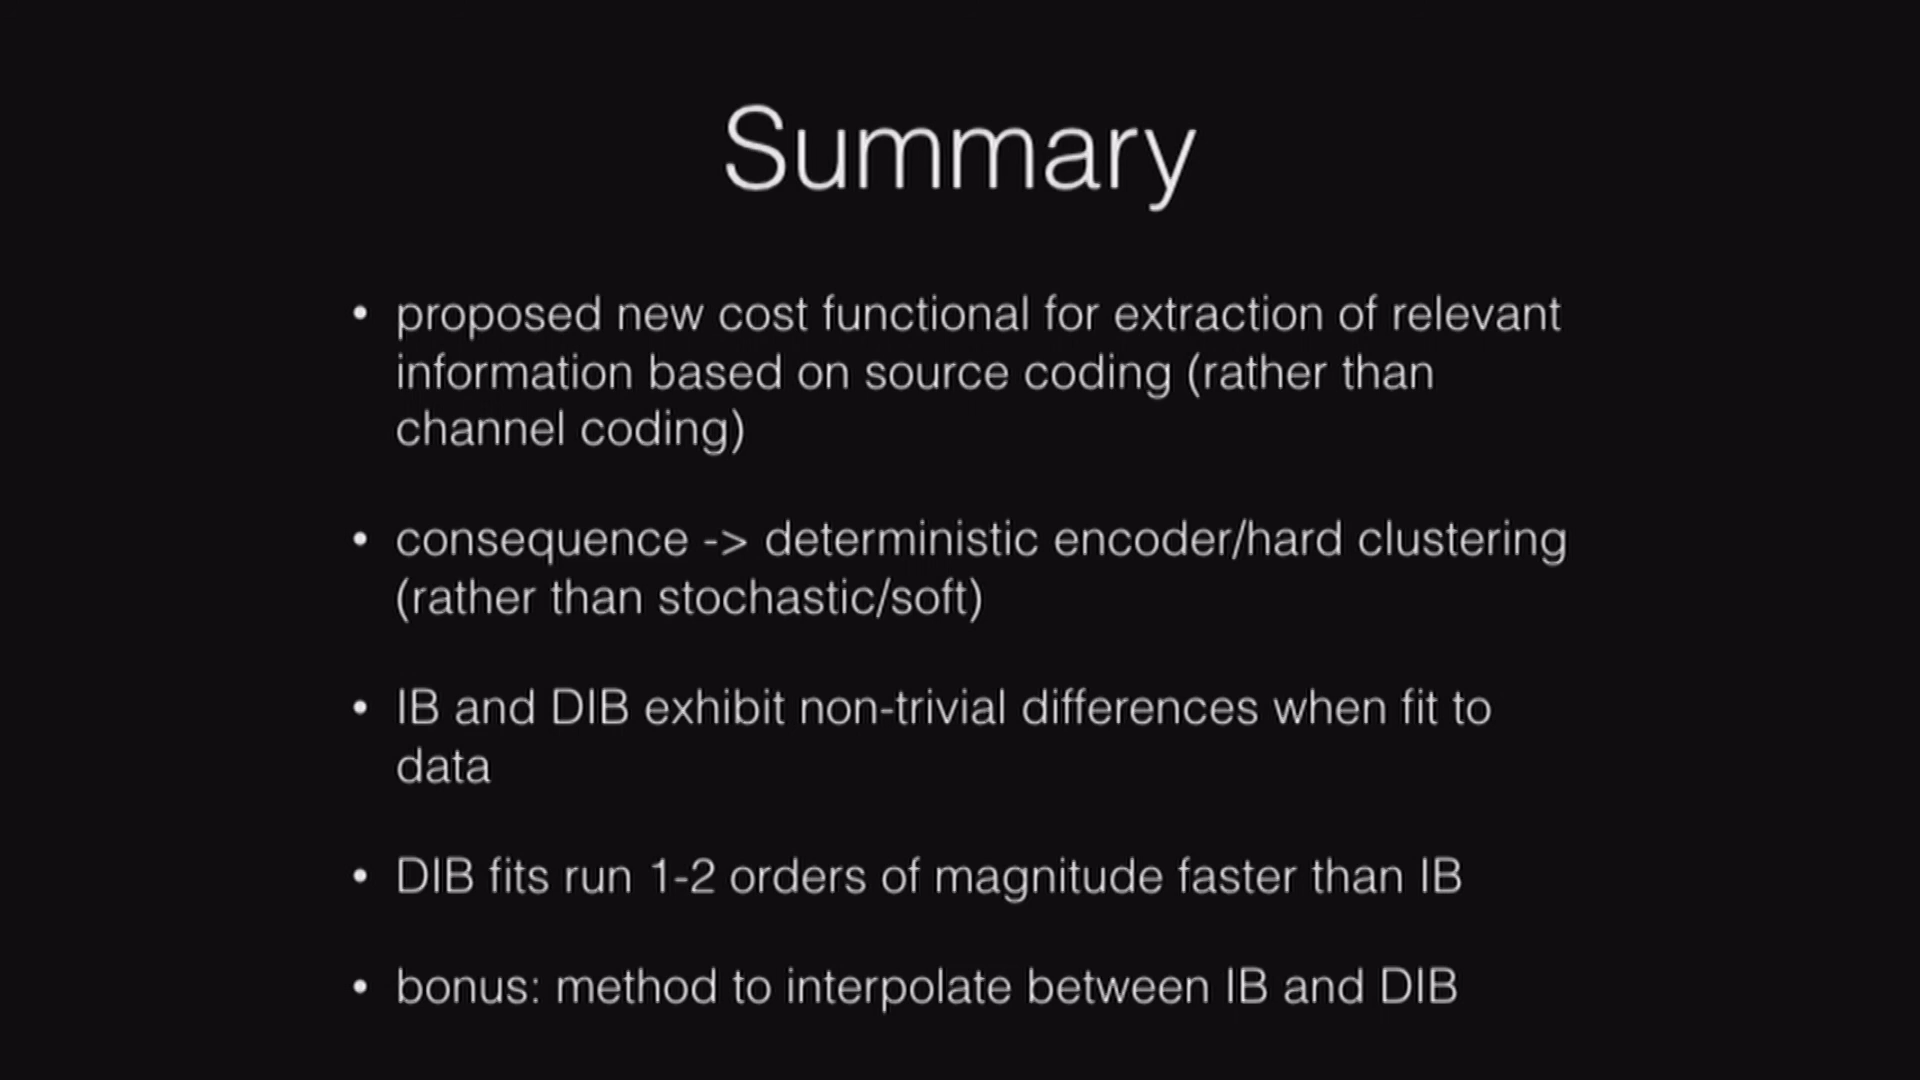 Summary
• proposed new cost functional for extraction of relevant
information based on source coding (rather than
channel coding)
• consequence -> deterministic encoder/hard clustering
(rather than stochastic/soft)
• IB and DIB exhibit non-trivial differences when fit to
data
• DIB fits run 1-2 orders of magnitude faster than IB
• bonus: method to interpolate between IB and DIB